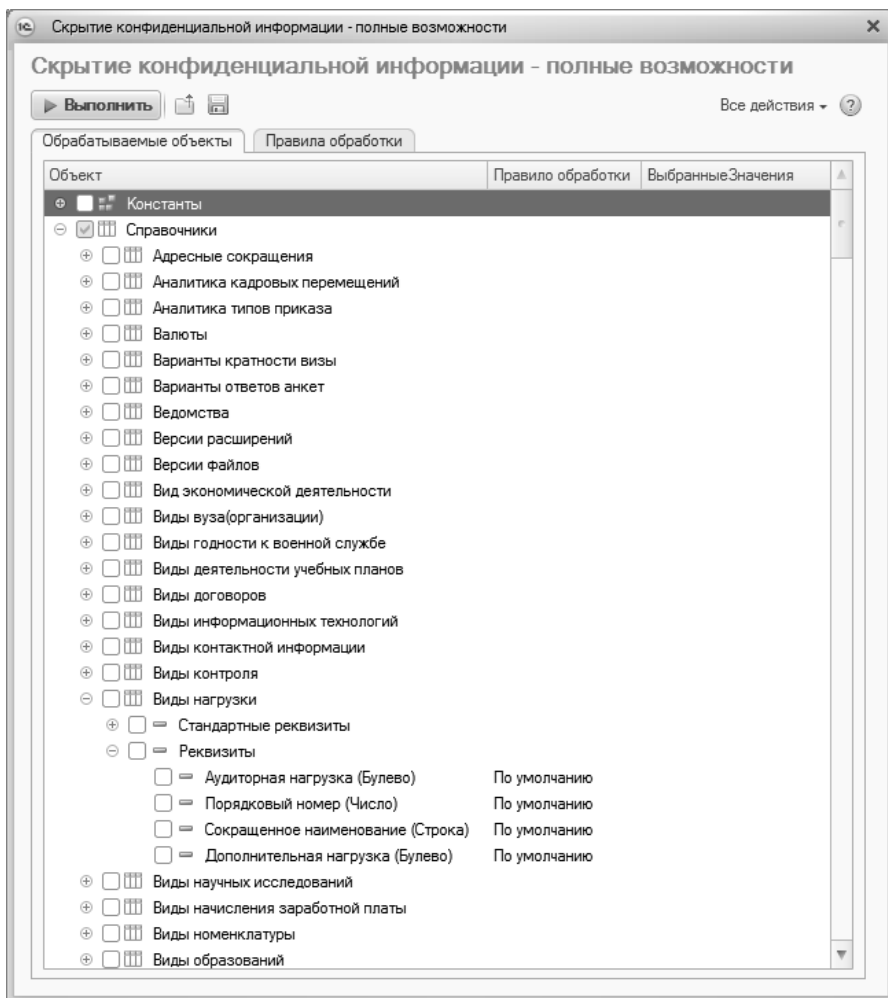 1С Скрытие конфиденциальной информации - полные возможности
Скрытие конфиденциальной информации - полные возможности
Выполнить Все действия ?
Обрабатываемые объекты Правила обработки
Объект Правило обработки ВыбранныеЗначения
Константы
Справочники
Адресные сокращения
Аналитика кадровых перемещений
Аналитика типов приказа
Валюты
Варианты кратности визы
Варианты ответов анкет
Ведомства
Версии расширений
Версии файлов
Вид экономической деятельности
Виды вуза(организации)
Виды годности к военной службе
Виды деятельности учебных планов
Виды договоров
Виды информационных технологий
Виды контактной информации
Виды контроля
Виды нагрузки
Стандартные реквизиты
Реквизиты
Аудиторная нагрузка (Булево) По умолчанию
Порядковый номер (Число) По умолчанию
Сокращенное наименование (Строка) По умолчанию
Дополнительная нагрузка (Булево) По умолчанию
Виды научных исследований
Виды начисления заработной платы
Виды номенклатуры
Виды образований